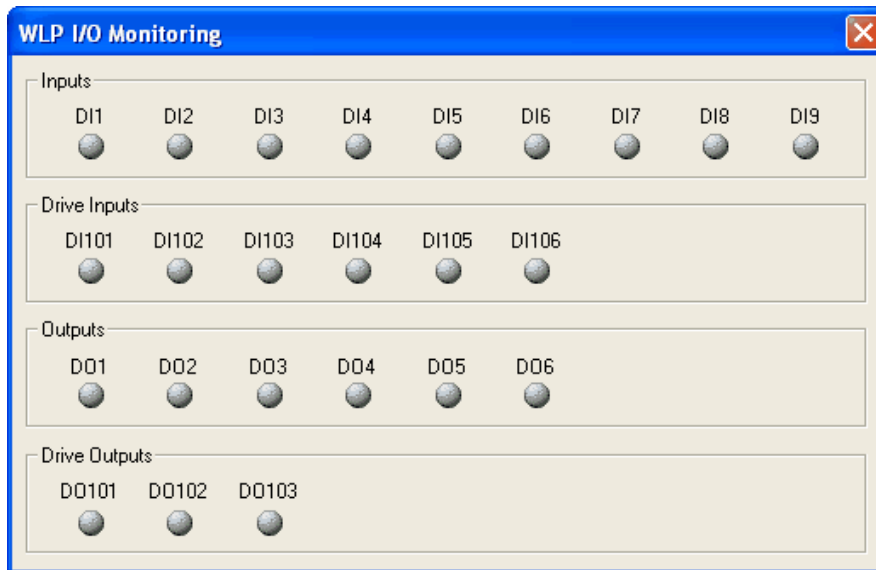 WLP I/O Monitoring
Inputs
DI1 DI2 DI3 DI4 DI5 DI6 DI7 DI8 DI9
Drive Inputs
DI101 DI102 DI103 DI104 DI105 DI106
Outputs
DO1 DO2 DO3 DO4 DO5 DO6
Drive Outputs
DO101 DO102 DO103